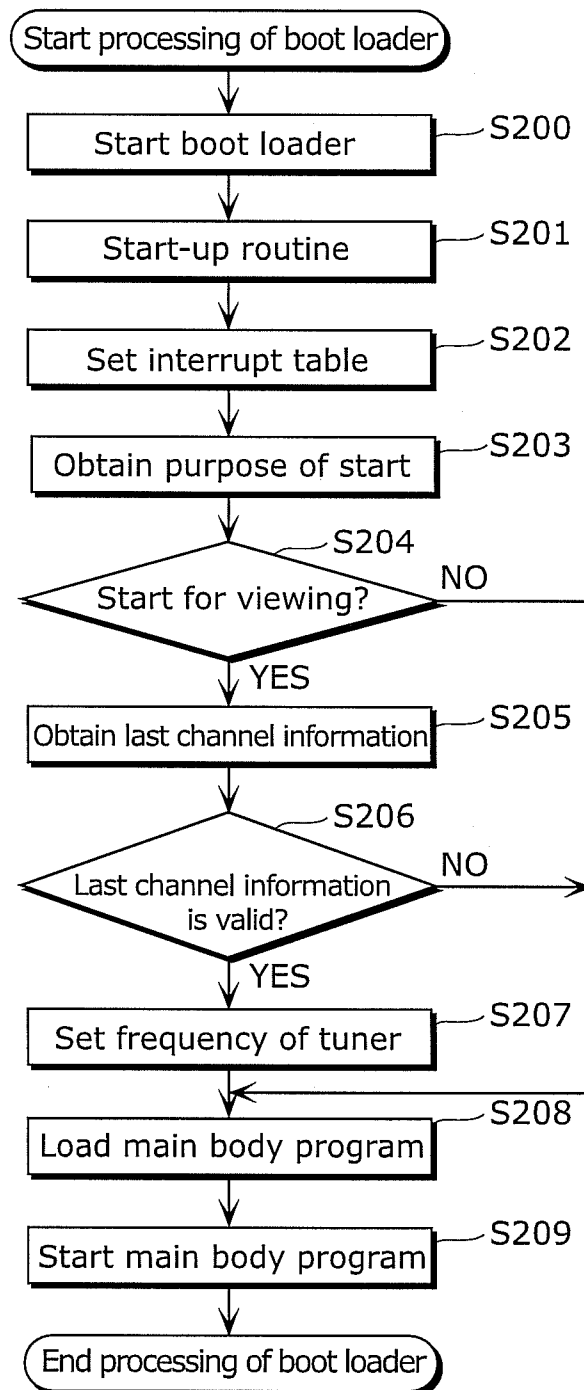 Start processing of boot loader
S200
Start boot loader
S201
Start-up routine
S202
Set interrupt table
S203
Obtain purpose of start
S204
Start for viewing?
NO
YES
S205
Obtain last channel information
S206
NO
Last channel information
is valid?
YES
S207
Set frequency of tuner
S208
Load main body program
S209
Start main body program
End processing of boot loader